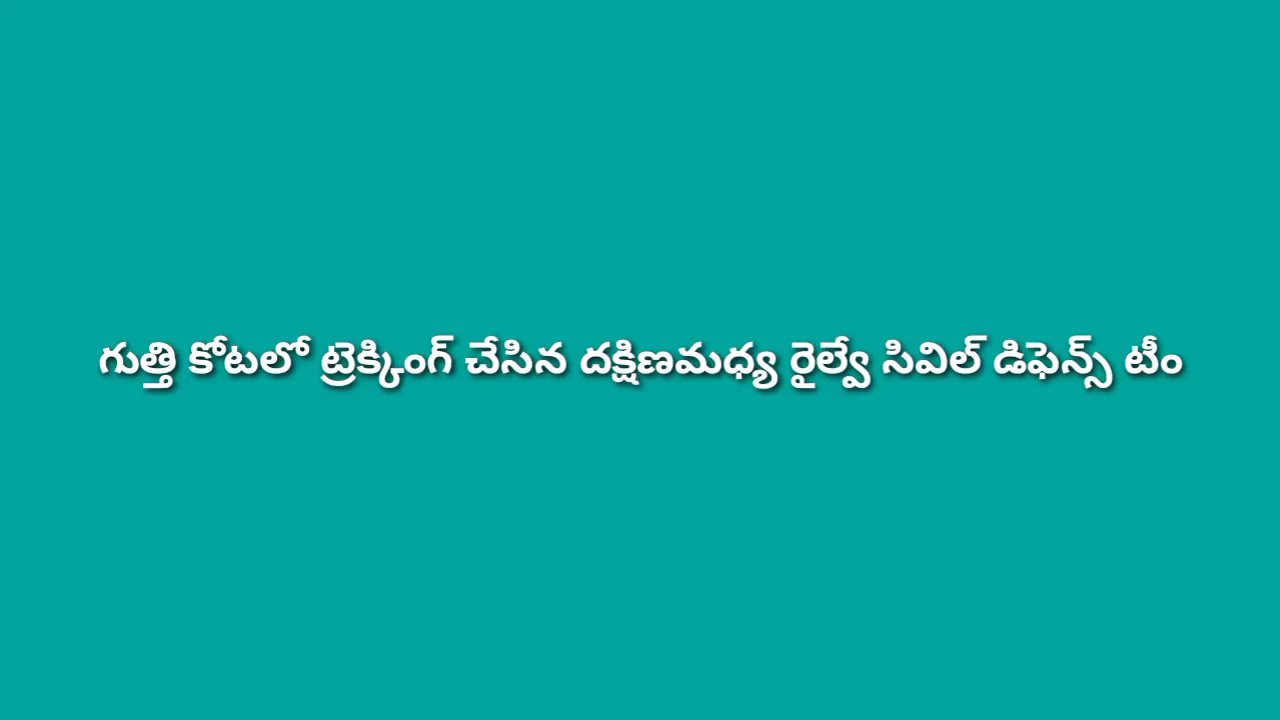 గుత్తి కోటలో ట్రెక్కింగ్ చేసిన దక్షిణమధ్య రైల్వే సివిల్ డిఫెన్స్ టీం